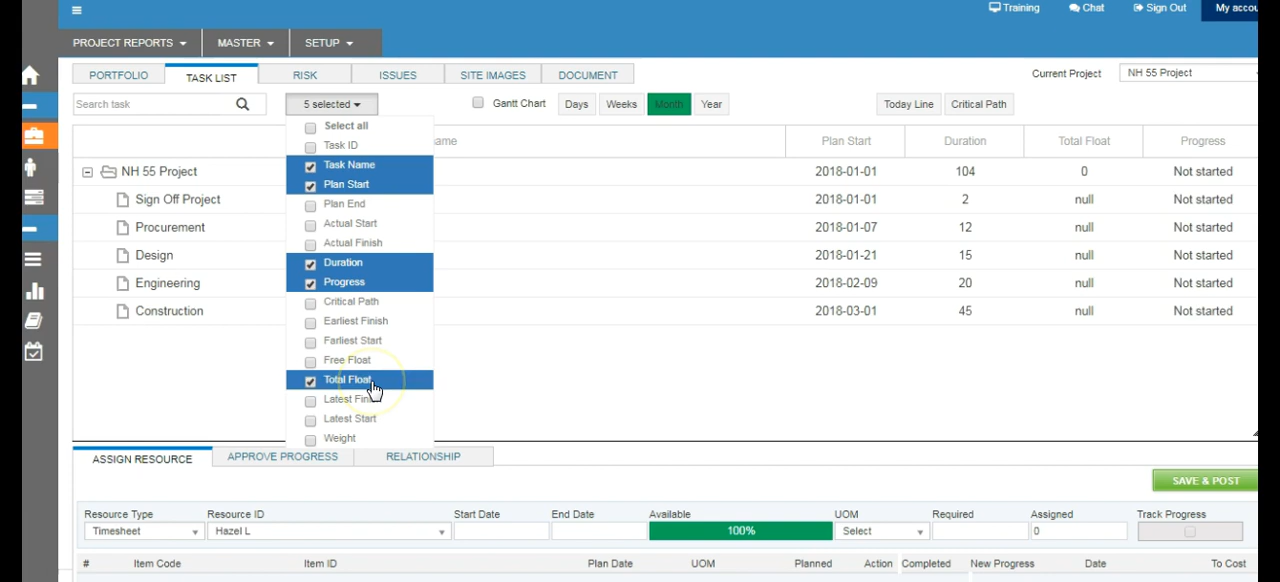 Training Chat Sign Out My accou
PROJECT REPORTS MASTER SETUP
PORTFOLIO TASK LIST RISK ISSUES SITE IMAGES DOCUMENT Current Project NH 55 Project
Search task 5 selected Gantt Chart Days Weeks Month Year Today Line Critical Path
Select all
Task ID
Task Name
Plan Start
Plan End
Actual Start
Actual Finish
Duration
Progress
Critical Path
Earliest Finish
Farliest Start
Free Float
Total Float
Latest Fini
Latest Start
Weight
ame Plan Start Duration Total Float Progress
NH 55 Project 2018-01-01 104 0 Not started
Sign Off Project 2018-01-01 2 null Not started
Procurement 2018-01-07 12 null Not started
Design 2018-01-21 15 null Not started
Engineering 2018-02-09 20 null Not started
Construction 2018-03-01 45 null Not started
ASSIGN RESOURCE APPROVE PROGRESS RELATIONSHIP
SAVE & POST
Resource Type Resource ID Start Date End Date Available UOM Required Assigned Track Progress
Timesheet Hazel L 100% Select 0
# Item Code Item ID Plan Date UOM Planned Action Completed New Progress Date To Cost